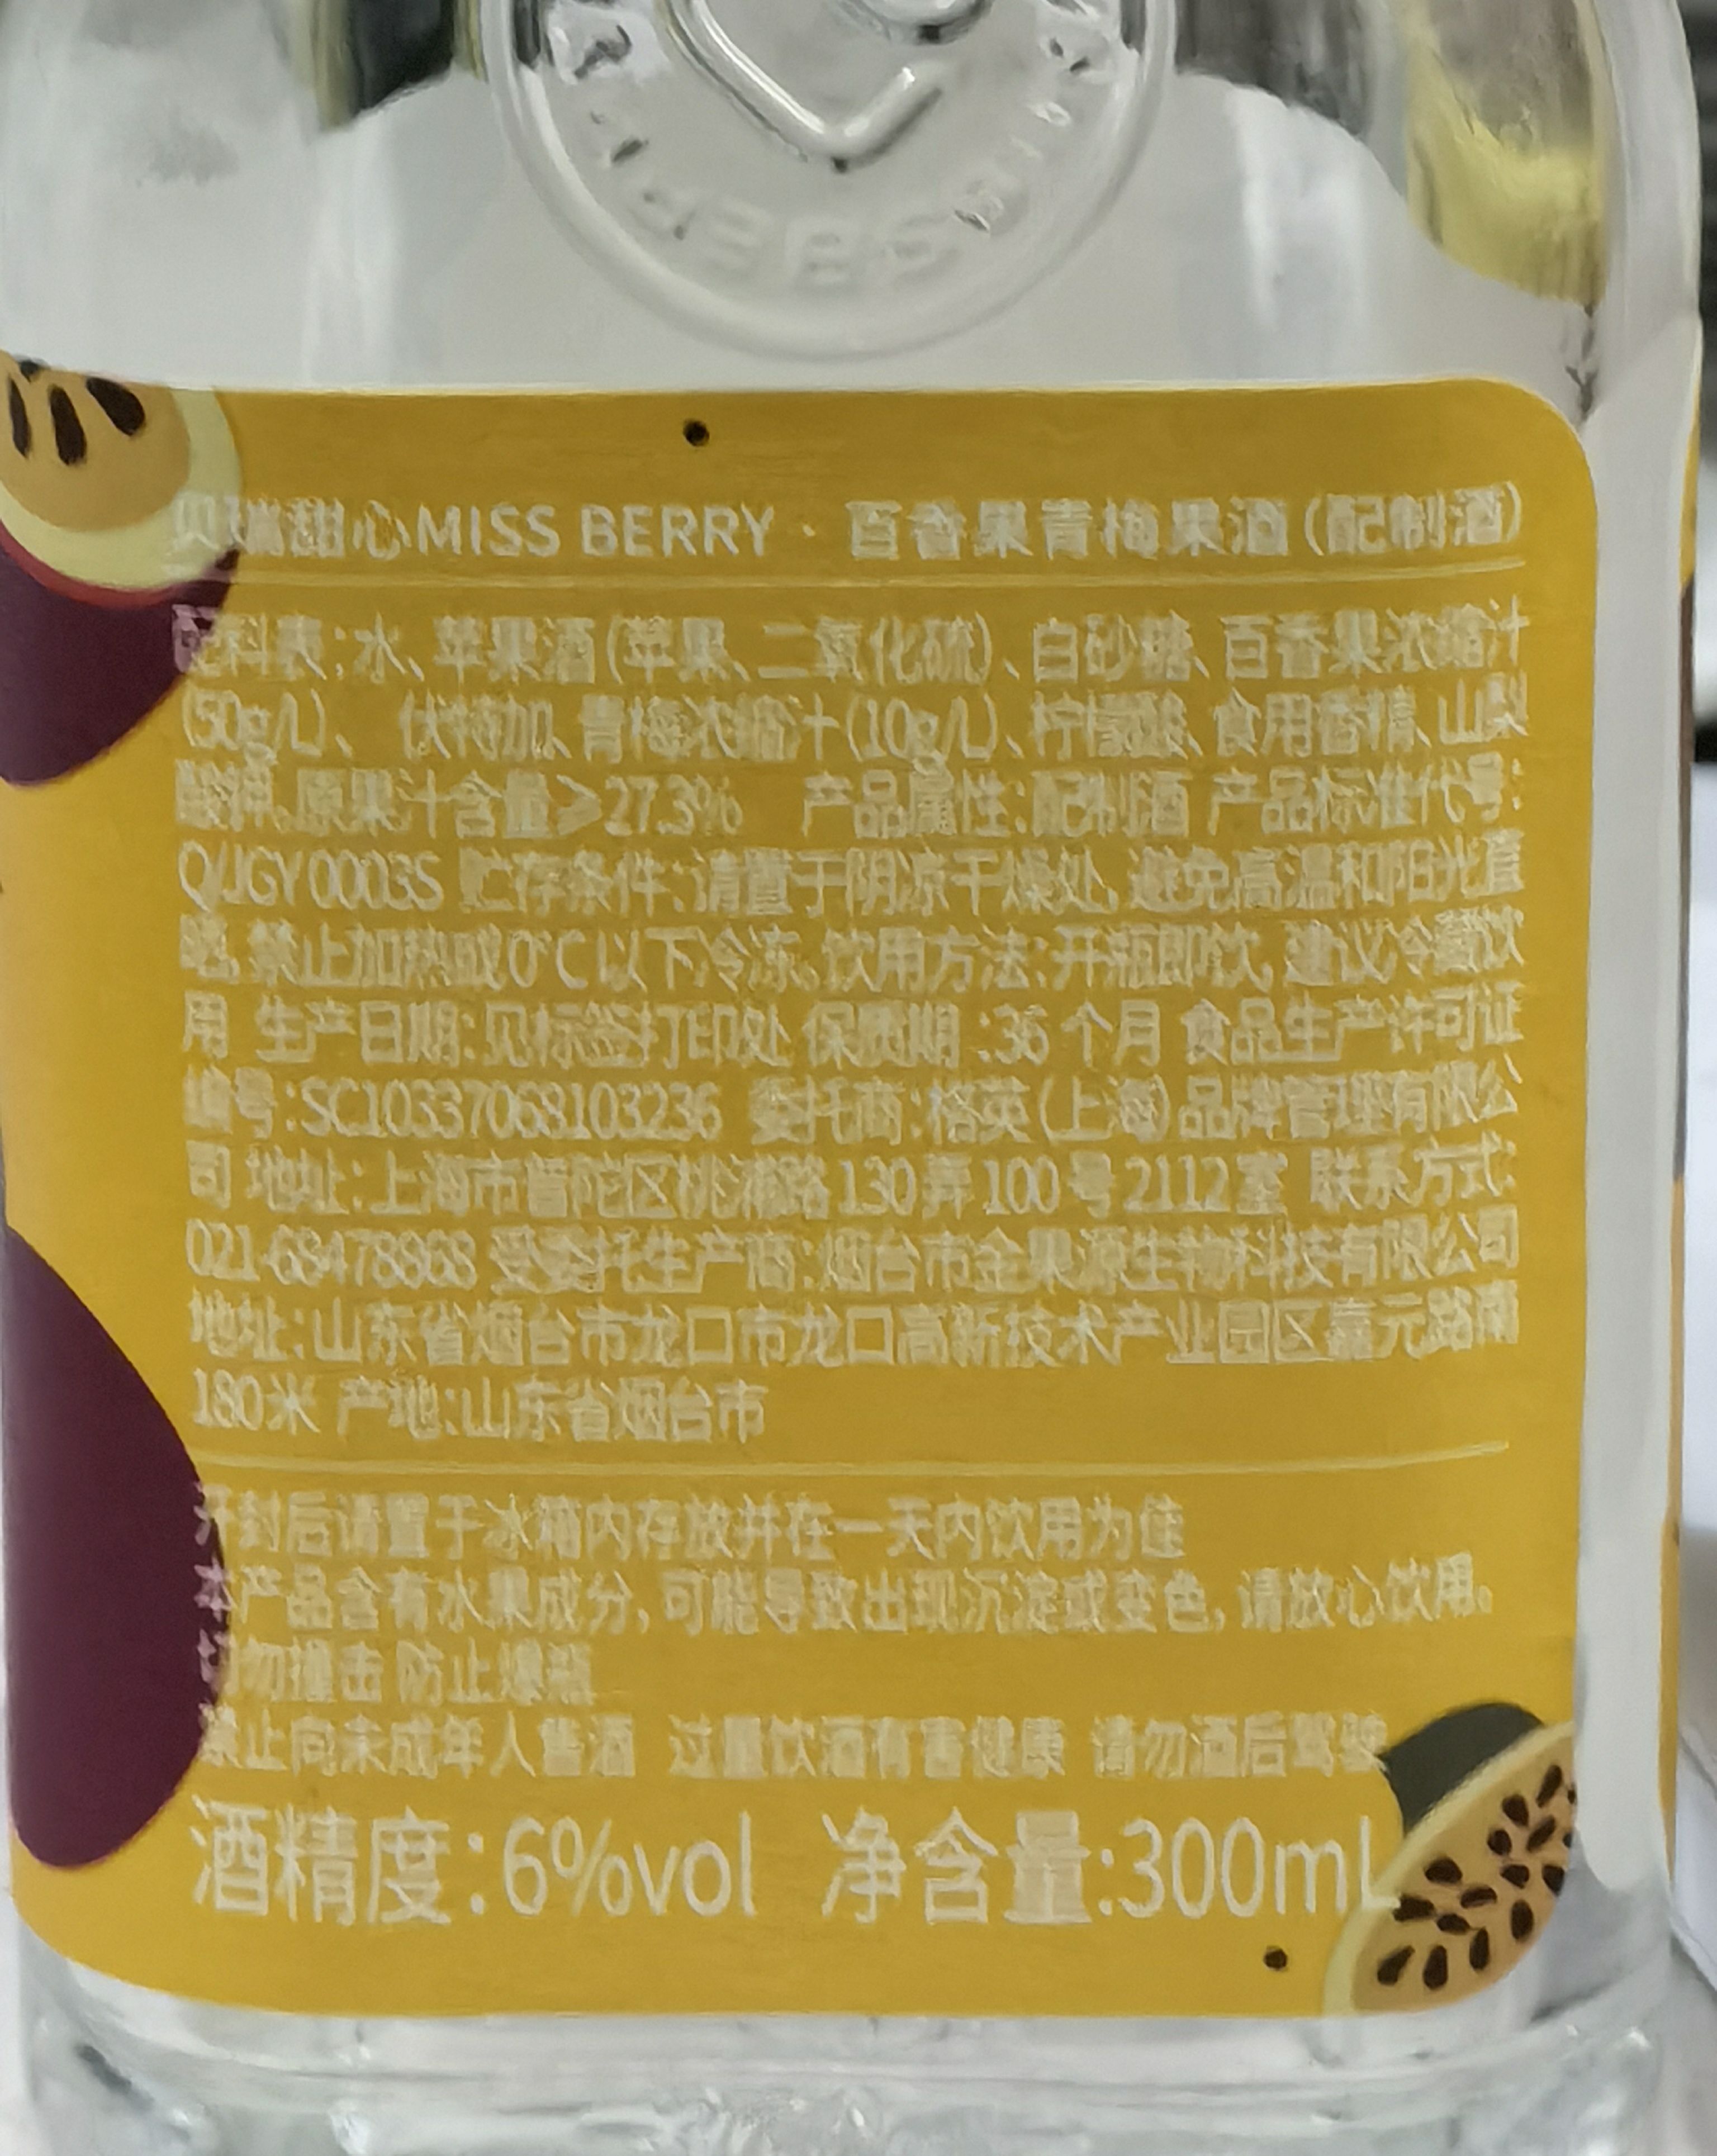 贝瑞甜心MISS BERRY · 百香果青梅果酒(配制酒)
配料表:水、苹果酒(苹果、二氧化硫)、白砂糖、百香果浓缩汁
(50g/L)、 伏特加、青梅浓缩汁(10g/L)、柠檬酸、食用香精、山梨
酸钾、原果汁含量≥27.3% 产品属性:配制酒 产品标准代号:
Q/JGY0003S 贮存条件:请置于阴凉干燥处,避免高温和阳光直
晒,禁止加热或0℃以下冷冻。饮用方法:开瓶即饮,建议冷藏饮
用 生产日期:见标签打印处 保质期:36 个月 食品生产许可证
编号:SC10337068103236 委托商:格英(上海)品牌管理有限公
司 地址:上海市普陀区桃浦路130弄100号2112室 联系方式:
021-68478868 受委托生产商:烟台市金果源生物科技有限公司
地址:山东省烟台市龙口市龙口高新技术产业园区嘉元路南
180米 产地:山东省烟台市
开封后请置于冰箱内存放并在一天内饮用为佳
本产品含有水果成分,可能导致出现沉淀或变色,请放心饮用。
切勿撞击 防止爆瓶
禁止向未成年人售酒 过量饮酒有害健康 请勿酒后驾驶
酒精度:6%vol 净含量:300mL